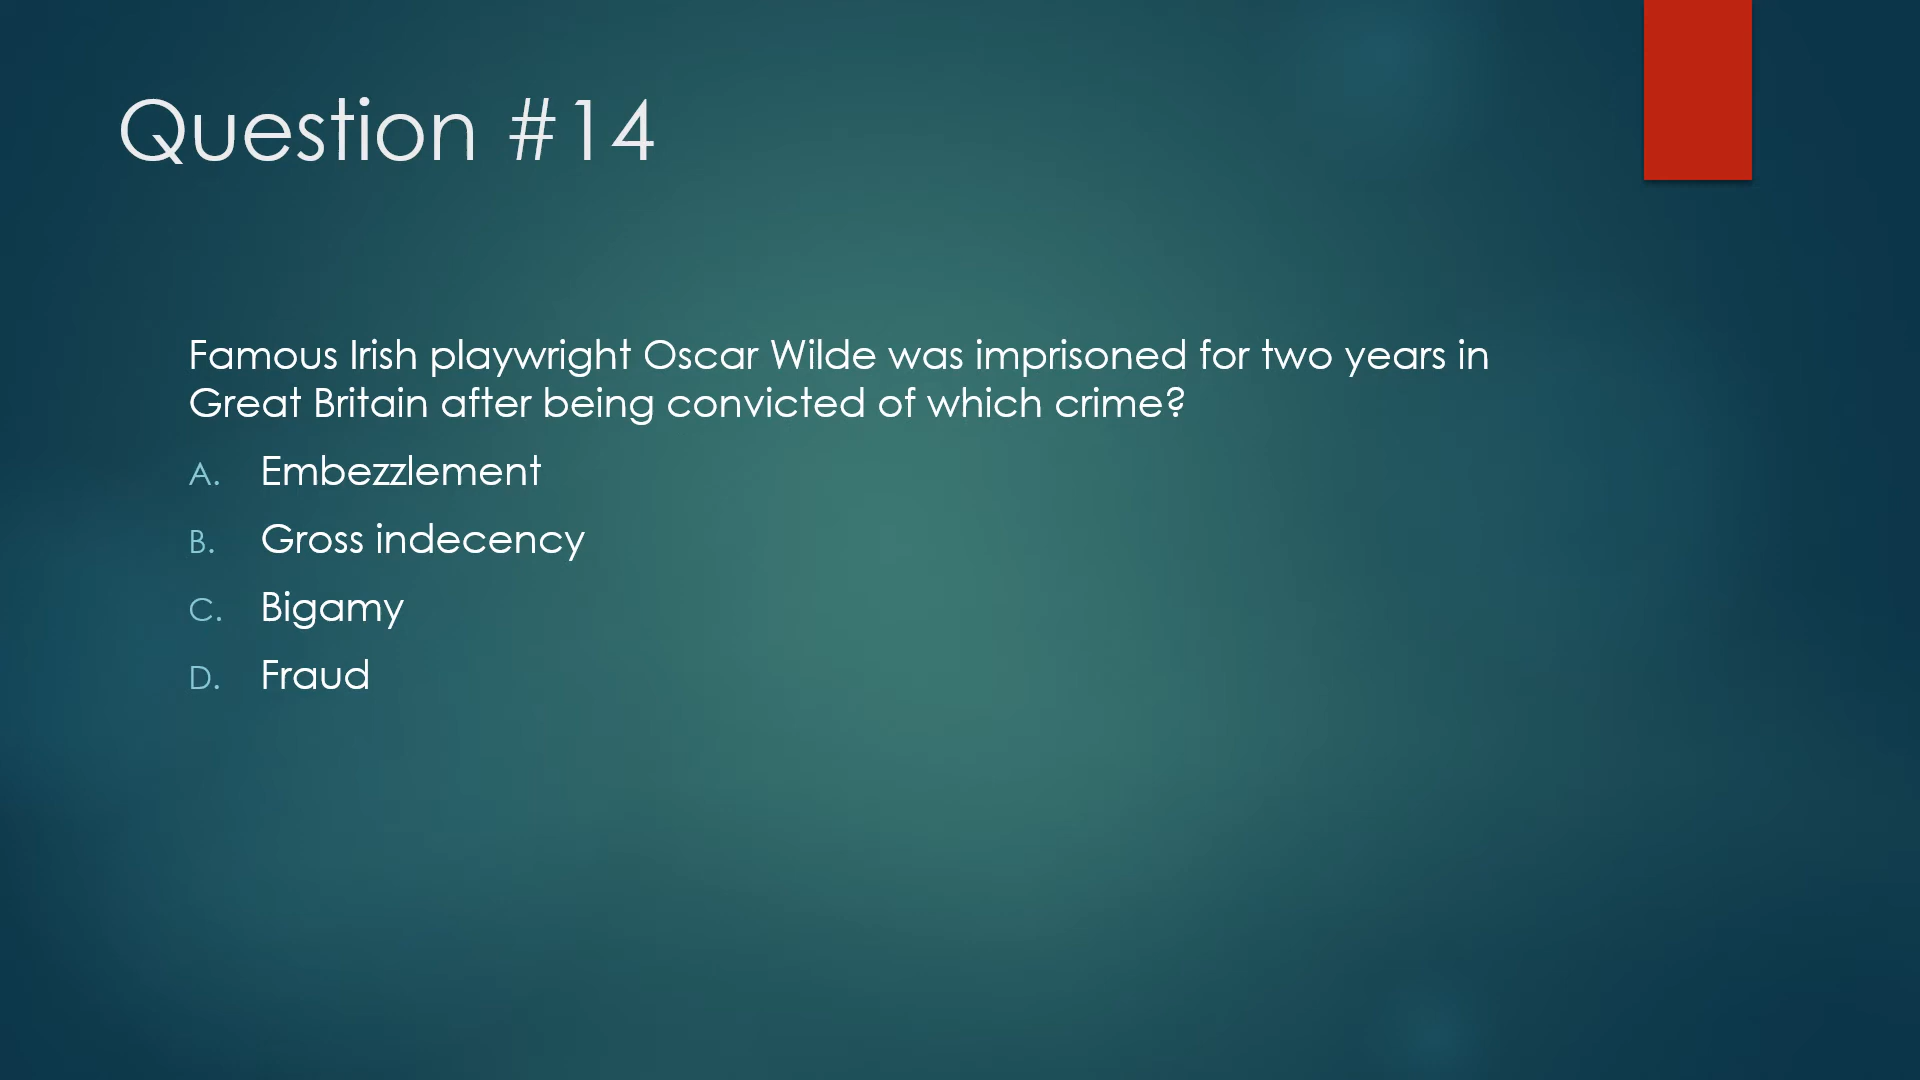 Question #14
Famous Irish playwright Oscar Wilde was imprisoned for two years in
Great Britain after being convicted of which crime?
A. Embezzlement
B. Gross indecency
C. Bigamy
D. Fraud